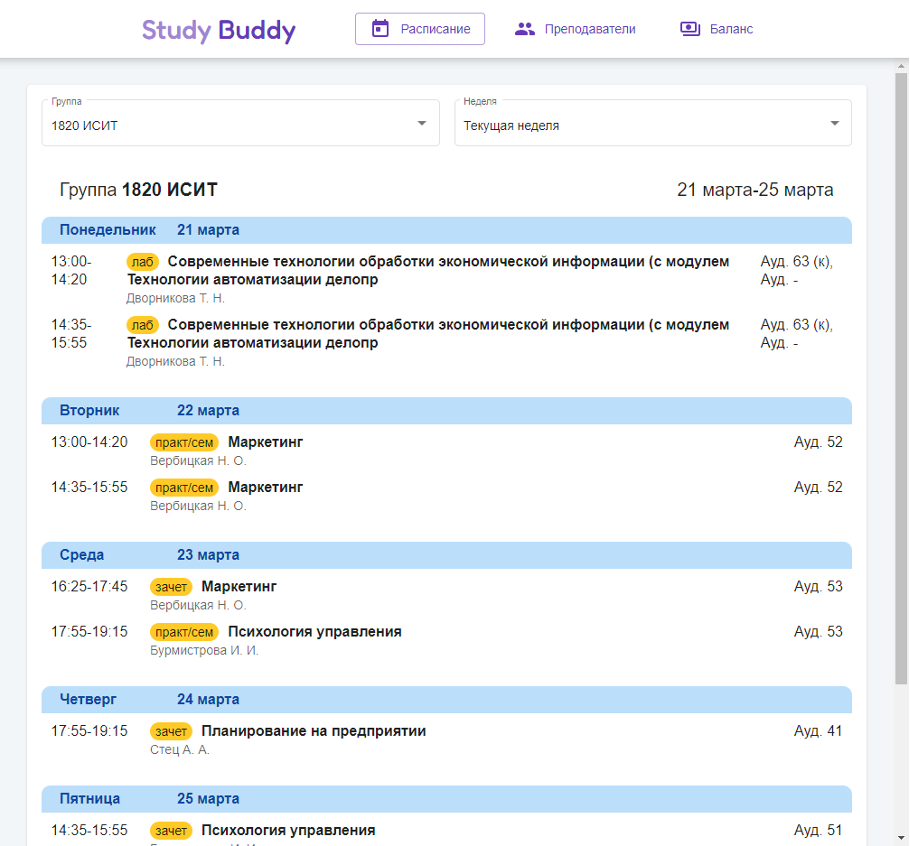 Study Buddy
Расписание
Преподаватели
Баланс
Группа
1820 ИСИТ
Неделя
Текущая неделя
Группа 1820 ИСИТ
21 марта-25 марта
Понедельник 21 марта
13:00-
14:20
лаб Современные технологии обработки экономической информации (с модулем
Технологии автоматизации делопр
Дворникова Т. Н.
Ауд. 63 (к),
Ауд. -
14:35-
15:55
лаб Современные технологии обработки экономической информации (с модулем
Технологии автоматизации делопр
Дворникова Т. Н.
Ауд. 63 (к),
Ауд. -
Вторник 22 марта
13:00-14:20 практ/сем Маркетинг Ауд. 52
Вербицкая Н. О.
14:35-15:55 практ/сем Маркетинг Ауд. 52
Вербицкая Н. О.
Среда 23 марта
16:25-17:45 зачет Маркетинг Ауд. 53
Вербицкая Н. О.
17:55-19:15 практ/сем Психология управления Ауд. 53
Бурмистрова И. И.
Четверг 24 марта
17:55-19:15 зачет Планирование на предприятии Ауд. 41
Стец А. А.
Пятница 25 марта
14:35-15:55 зачет Психология управления Ауд. 51